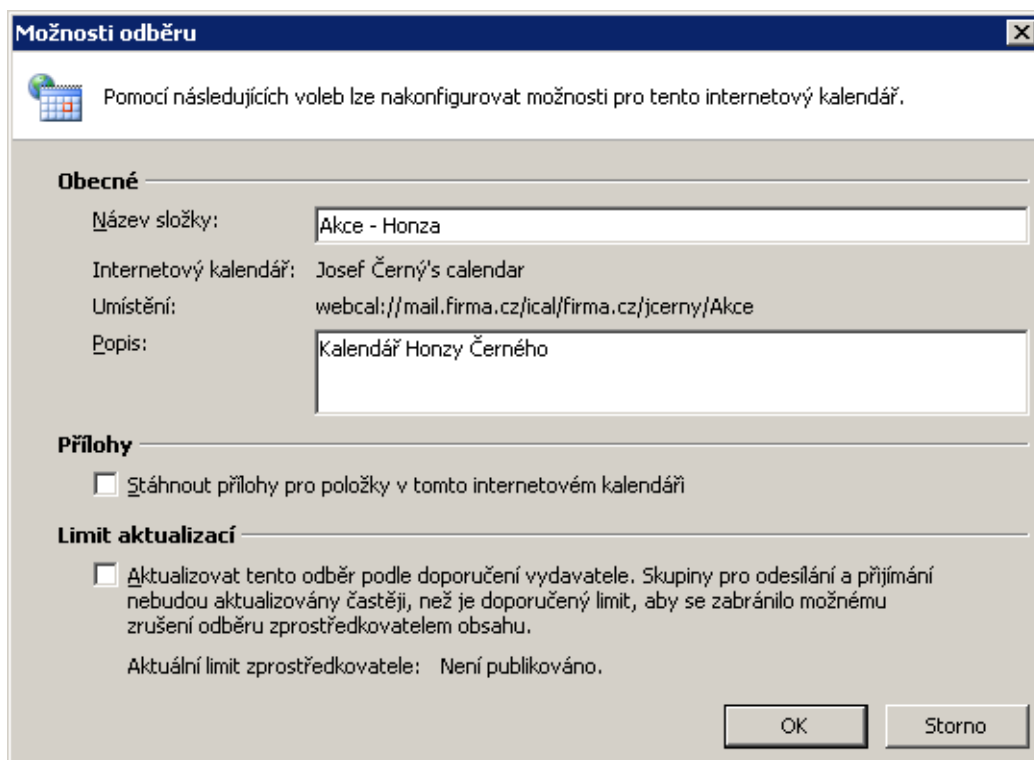 Možnosti odběru
Pomocí následujících voleb lze nakonfigurovat možnosti pro tento internetový kalendář.
Obecné
Název složky: Akce - Honza
Internetový kalendář: Josef Černý's calendar
Umístění: webcal://mail.firma.cz/ical/firma.cz/jcerny/Akce
Popis: Kalendář Honzy Černého
Přílohy
Stáhnout přílohy pro položky v tomto internetovém kalendáři
Limit aktualizací
Aktualizovat tento odběr podle doporučení vydavatele. Skupiny pro odesílání a přijímání
nebudou aktualizovány častěji, než je doporučený limit, aby se zabránilo možnému
zrušení odběru zprostředkovatelem obsahu.
Aktuální limit zprostředkovatele: Není publikováno.
OK Storno